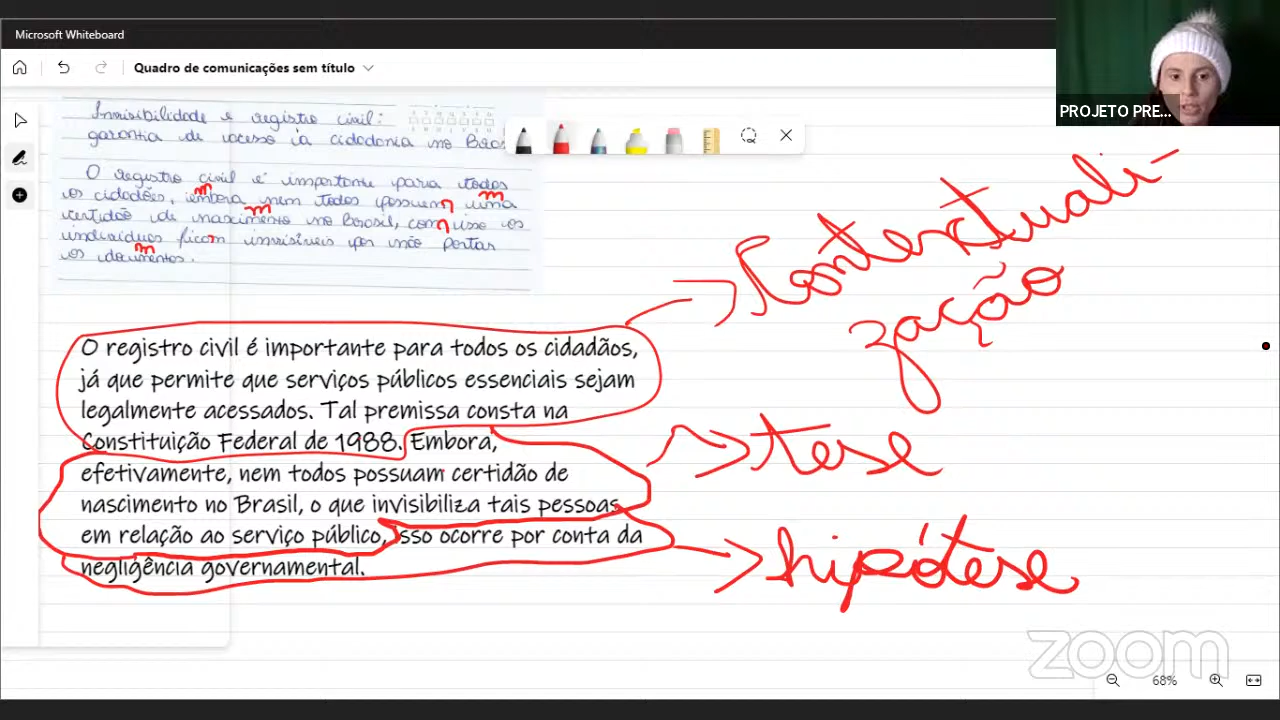 Microsoft Whiteboard
Quadro de comunicações sem título
PROJETO PRE...
Invisibilidade e registro civil:
garantia de acesso à cidadania no Bras
O registro civil é importante para todos
os cidadões, embora nem todos possuem uma
certidão de nascimento no Brasil, com isso os
individuos ficam invisíveis por não portar
os documentos.
Contextuali-
zação
O registro civil é importante para todos os cidadãos,
já que permite que serviços públicos essenciais sejam
legalmente acessados. Tal premissa consta na
Constituição Federal de 1988. Embora,
efetivamente, nem todos possuam certidão de
nascimento no Brasil, o que invisibiliza tais pessoas
em relação ao serviço público, isso ocorre por conta da
negligência governamental.
tese
hipótese
zoom
68%